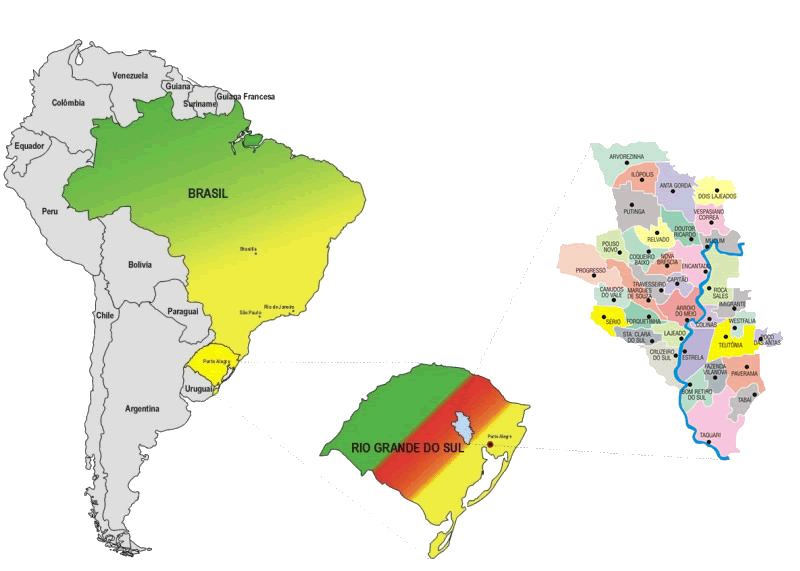 Venezuela
Guiana
Guiana Francesa
Suriname
Colômbia
Equador
BRASIL
Peru
Brasília
Bolívia
Rio de Janeiro
São Paulo
Paraguai
Chile
Porto Alegre
Uruguai
Argentina
RIO GRANDE DO SUL
Porto Alegre
ARVOREZINHA
ILÓPOLIS
ANTA GORDA
DOIS LAJEADOS
PUTINGA
VESPASIANO
CORREA
DOUTOR
RICARDO
RELVADO
MUÇUM
POUSO
NOVO
COQUEIRO
BAIXO
NOVA
BRÉSCIA
ENCANTADO
PROGRESSO
CAPITÃO
TRAVESSEIRO
CANUDOS
DO VALE
MARQUES
DE SOUZA
ROCA
SALES
IMIGRANTE
ARROIO
DO MEIO
SÉRIO
FORQUETINHA
COLINAS
WESTFALIA
STA. CLARA
DO SUL
LAJEADO
TEUTÔNIA
POÇO
DAS ANTAS
CRUZEIRO
DO SUL
ESTRELA
FAZENDA
VILANOVA
PAVERAMA
BOM RETIRO
DO SUL
TABAÍ
TAQUARI